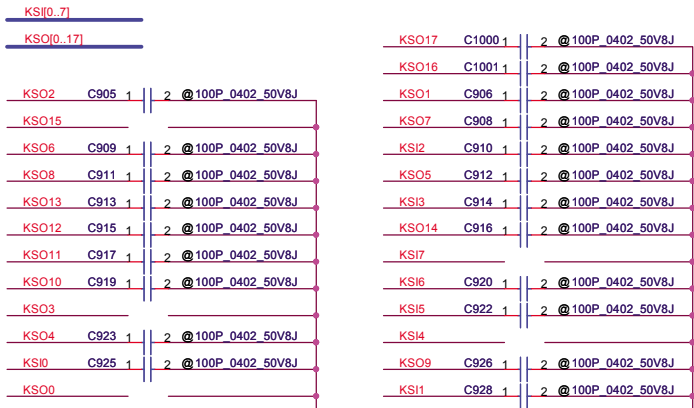 KSI[0..7]
KSO[0..17]
KSO2 C905 1 2 @100P_0402_50V8J
KSO15
KSO6 C909 1 2 @100P_0402_50V8J
KSO8 C911 1 2 @100P_0402_50V8J
KSO13 C913 1 2 @100P_0402_50V8J
KSO12 C915 1 2 @100P_0402_50V8J
KSO11 C917 1 2 @100P_0402_50V8J
KSO10 C919 1 2 @100P_0402_50V8J
KSO3
KSO4 C923 1 2 @100P_0402_50V8J
KSI0 C925 1 2 @100P_0402_50V8J
KSO0
KSO17 C1000 1 2 @100P_0402_50V8J
KSO16 C1001 1 2 @100P_0402_50V8J
KSO1 C906 1 2 @100P_0402_50V8J
KSO7 C908 1 2 @100P_0402_50V8J
KSI2 C910 1 2 @100P_0402_50V8J
KSO5 C912 1 2 @100P_0402_50V8J
KSI3 C914 1 2 @100P_0402_50V8J
KSO14 C916 1 2 @100P_0402_50V8J
KSI7
KSI6 C920 1 2 @100P_0402_50V8J
KSI5 C922 1 2 @100P_0402_50V8J
KSI4
KSO9 C926 1 2 @100P_0402_50V8J
KSI1 C928 1 2 @100P_0402_50V8J